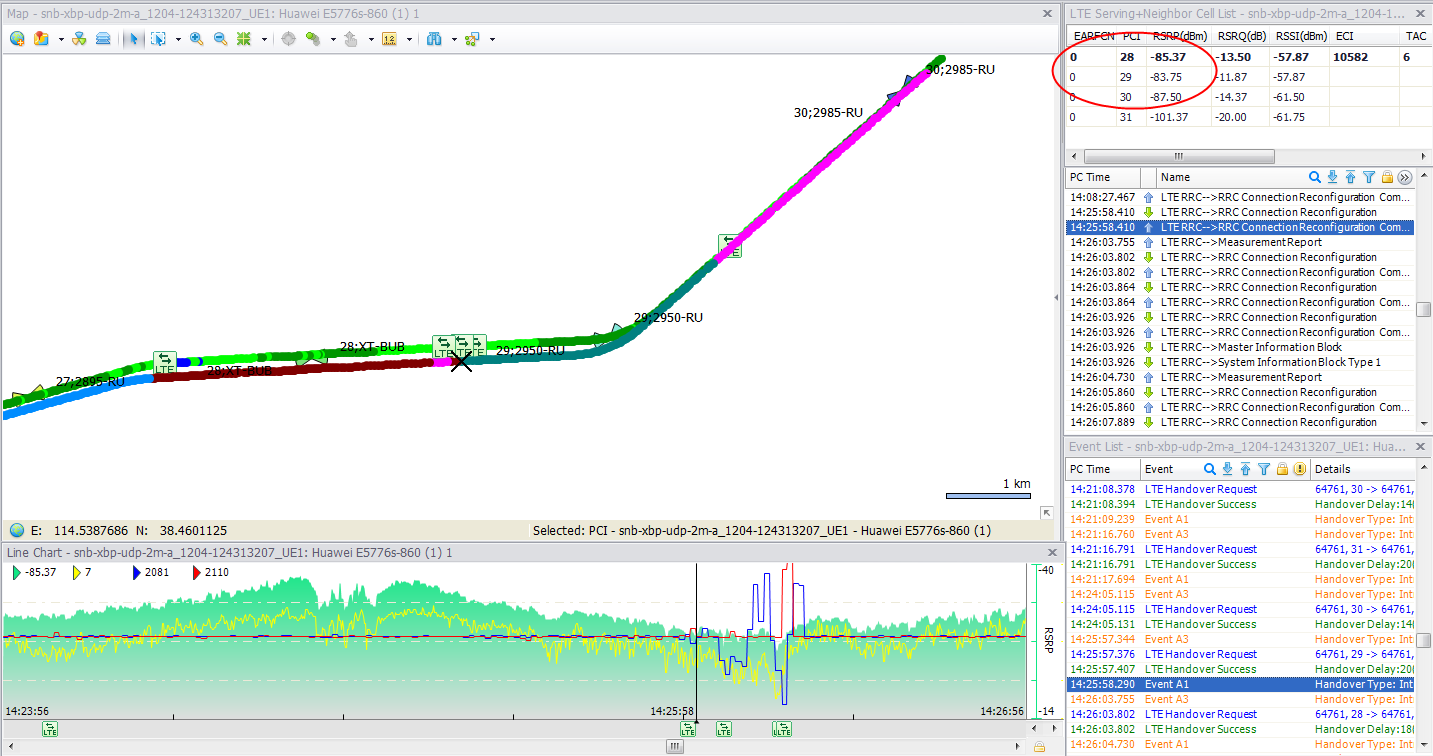 Map - snb-xbp-udp-2m-a_1204-124313207_UE1: Huawei E5776s-860 (1) 1
30;2985-RU
30;2985-RU
29;2950-RU
28;XT-BUB
29;2950-RU
27;2895-RU
28;XT-BUB
LTE
LTE
1 km
E: 114.5387686 N: 38.4601125
Selected: PCI - snb-xbp-udp-2m-a_1204-124313207_UE1 - Huawei E5776s-860 (1)
Line Chart - snb-xbp-udp-2m-a_1204-124313207_UE1: Huawei E5776s-860 (1) 1
-85.37 7 2081 2110
-40
RSRP
-14
14:23:56 14:25:58 14:26:56
LTE LTE LTE LTE
LTE Serving+Neighbor Cell List - snb-xbp-udp-2m-a_1204-1...
EARFCN PCI RSRP(dBm) RSRQ(dB) RSSI(dBm) ECI TAC
0 28 -85.37 -13.50 -57.87 10582 6
0 29 -83.75 -11.87 -57.87
0 30 -87.50 -14.37 -61.50
0 31 -101.37 -20.00 -61.75
PC Time Name
14:08:27.467 LTE RRC-->RRC Connection Reconfiguration Com...
14:25:58.410 LTE RRC-->RRC Connection Reconfiguration
14:25:58.410 LTE RRC-->RRC Connection Reconfiguration Com...
14:26:03.755 LTE RRC-->Measurement Report
14:26:03.802 LTE RRC-->RRC Connection Reconfiguration
14:26:03.802 LTE RRC-->RRC Connection Reconfiguration Com...
14:26:03.864 LTE RRC-->RRC Connection Reconfiguration
14:26:03.864 LTE RRC-->RRC Connection Reconfiguration Com...
14:26:03.926 LTE RRC-->RRC Connection Reconfiguration
14:26:03.926 LTE RRC-->RRC Connection Reconfiguration Com...
14:26:03.926 LTE RRC-->Master Information Block
14:26:03.926 LTE RRC-->System Information Block Type 1
14:26:04.730 LTE RRC-->Measurement Report
14:26:05.860 LTE RRC-->RRC Connection Reconfiguration
14:26:05.860 LTE RRC-->RRC Connection Reconfiguration Com...
14:26:07.889 LTE RRC-->RRC Connection Reconfiguration
Event List - snb-xbp-udp-2m-a_1204-124313207_UE1: Hua...
PC Time Event Details
14:21:08.378 LTE Handover Request 64761, 30 -> 64761,
14:21:08.394 LTE Handover Success Handover Delay:14(
14:21:09.239 Event A1 Handover Type: Int
14:21:16.760 Event A3 Handover Type: Int
14:21:16.791 LTE Handover Request 64761, 31 -> 64761,
14:21:16.791 LTE Handover Success Handover Delay:20(
14:21:17.694 Event A1 Handover Type: Int
14:24:05.115 Event A3 Handover Type: Int
14:24:05.115 LTE Handover Request 64761, 30 -> 64761,
14:24:05.131 LTE Handover Success Handover Delay:14(
14:25:57.344 Event A3 Handover Type: Int
14:25:57.376 LTE Handover Request 64761, 29 -> 64761,
14:25:57.407 LTE Handover Success Handover Delay:20(
14:25:58.290 Event A1 Handover Type: Int
14:26:03.755 Event A3 Handover Type: Int
14:26:03.802 LTE Handover Request 64761, 28 -> 64761,
14:26:03.802 LTE Handover Success Handover Delay:18(
14:26:04.730 Event A1 Handover Type: Int